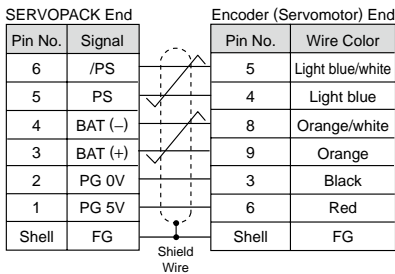 SERVOPACK End Encoder (Servomotor) End
Pin No. Signal Pin No. Wire Color
6 /PS 5 Light blue/white
5 PS 4 Light blue
4 BAT (−) 8 Orange/white
3 BAT (+) 9 Orange
2 PG 0V 3 Black
1 PG 5V 6 Red
Shell FG Shell FG
Shield
Wire